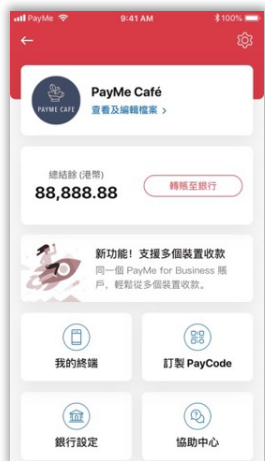 PayMe 9:41 AM 100%
PayMe Café
PAYME CAFE
查看及編輯檔案 >
總結餘 (港幣)
88,888.88
轉賬至銀行
新功能！支援多個裝置收款
同一個 PayMe for Business 賬
戶，輕鬆從多個裝置收款。
我的終端
訂製 PayCode
銀行設定
協助中心